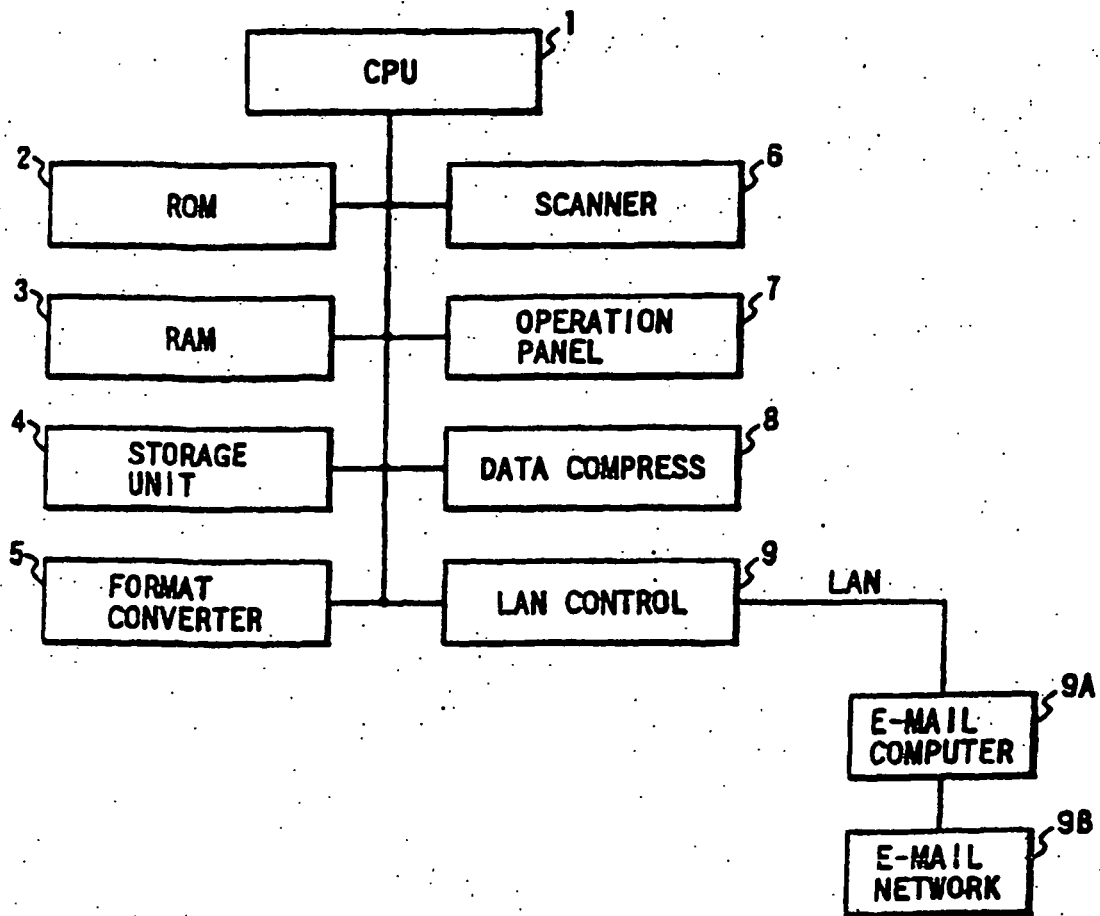 1
CPU
2
ROM
6
SCANNER
3
RAM
7
OPERATION
PANEL
4
STORAGE
UNIT
8
DATA COMPRESS
5
FORMAT
CONVERTER
9
LAN CONTROL
LAN
9A
E-MAIL
COMPUTER
9B
E-MAIL
NETWORK